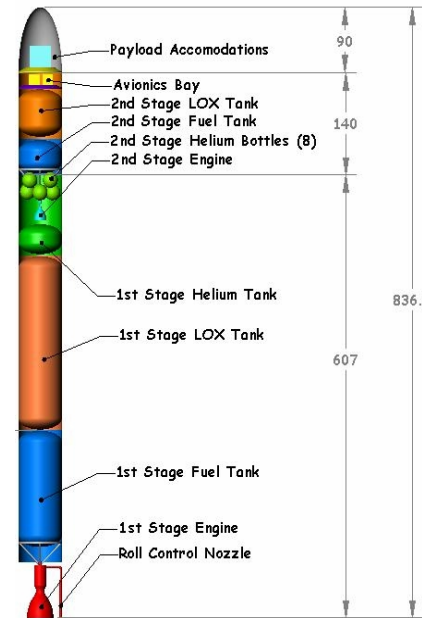 Payload Accomodations
90
Avionics Bay
2nd Stage LOX Tank
2nd Stage Fuel Tank
140
2nd Stage Helium Bottles (8)
2nd Stage Engine
1st Stage Helium Tank
836.
1st Stage LOX Tank
607
1st Stage Fuel Tank
1st Stage Engine
Roll Control Nozzle